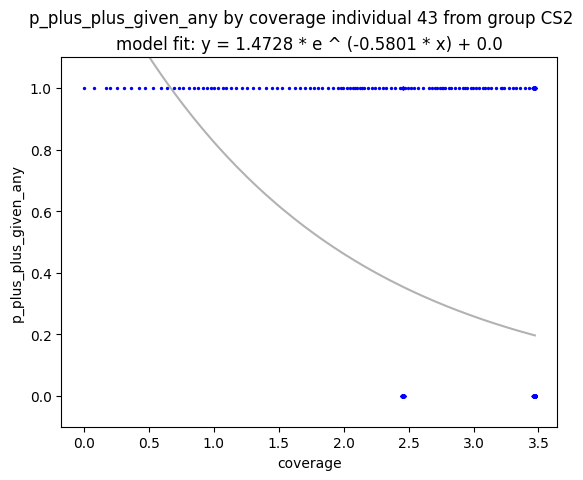 p_plus_plus_given_any by coverage individual 43 from group CS2
model fit: y = 1.4728 * e ^ (-0.5801 * x) + 0.0
p_plus_plus_given_any
1.0
0.8
0.6
0.4
0.2
0.0
0.0 0.5 1.0 1.5 2.0 2.5 3.0 3.5
coverage